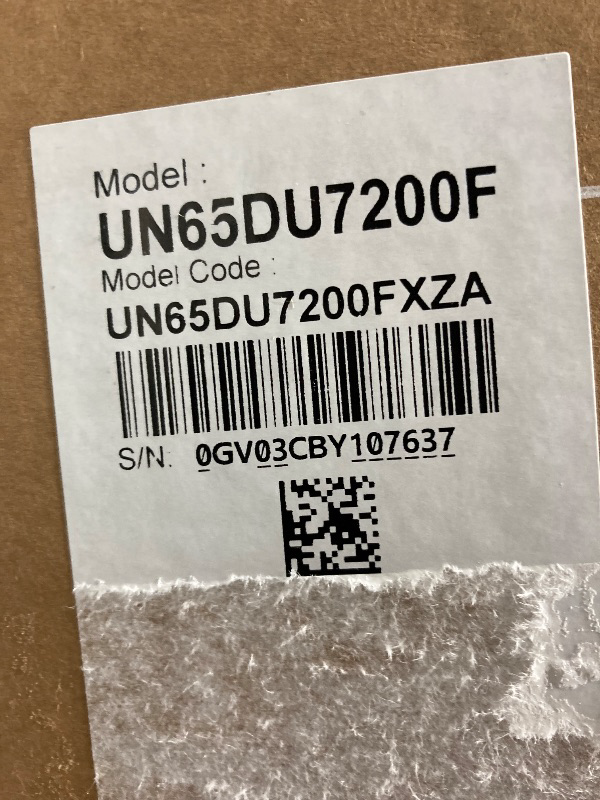 Model :
UN65DU7200F
Model Code :
UN65DU7200FXZA
S/N: 0GV03CBY107637